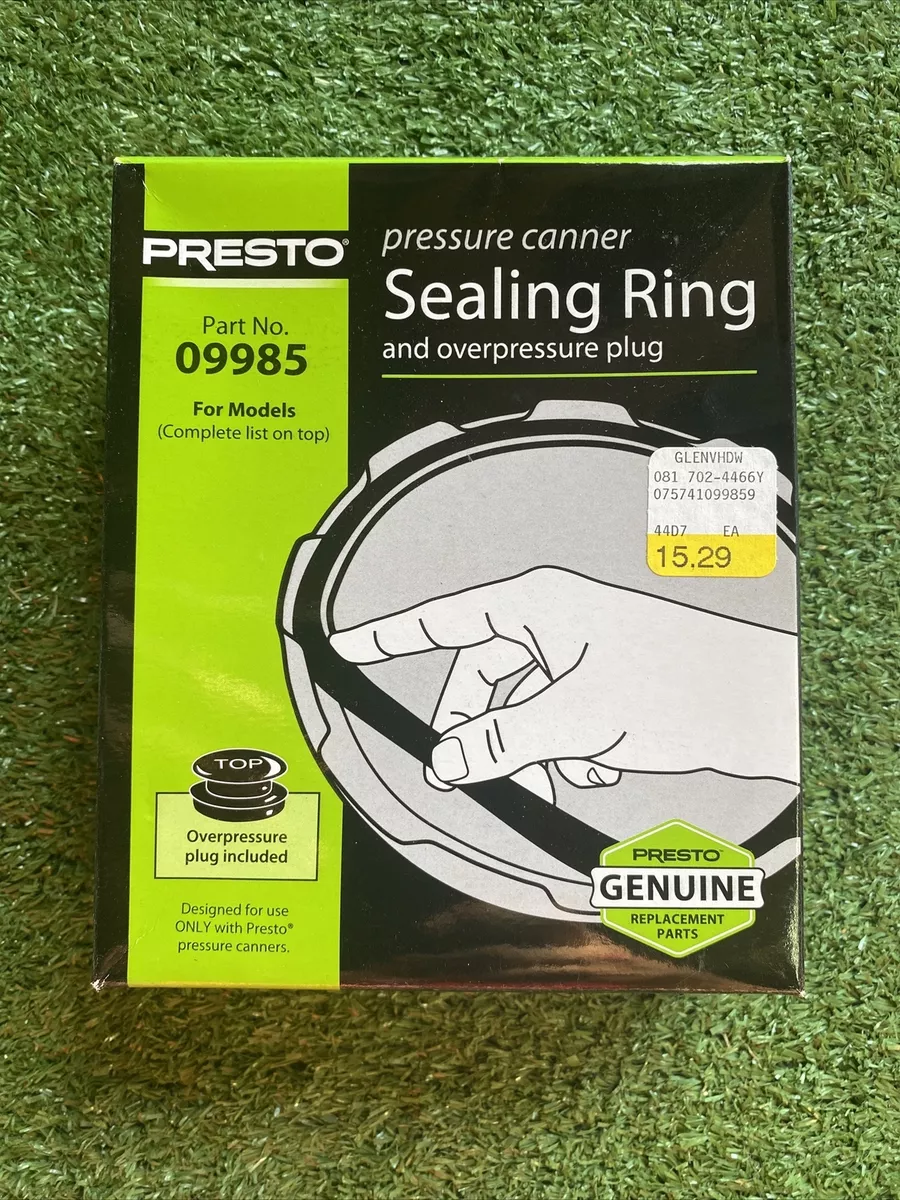 PRESTO®
Part No.
09985
For Models
(Complete list on top)
pressure canner
Sealing Ring
and overpressure plug
GLENVHDW
081 702-4466Y
075741099859
44D7 EA
15.29
TOP
Overpressure
plug included
Designed for use
ONLY with Presto®
pressure canners.
PRESTO™
GENUINE
REPLACEMENT
PARTS